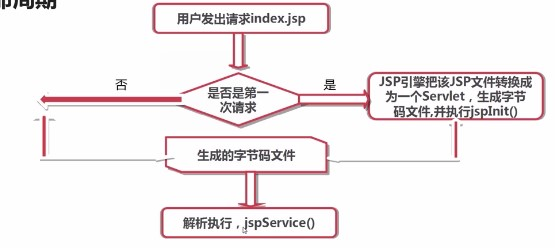 用户发出请求index.jsp
否
是否是第一
次请求
是
JSP引擎把该JSP文件转换成
为一个Servlet，生成字节
码文件,并执行jspInit()
生成的字节码文件
解析执行，jspService()